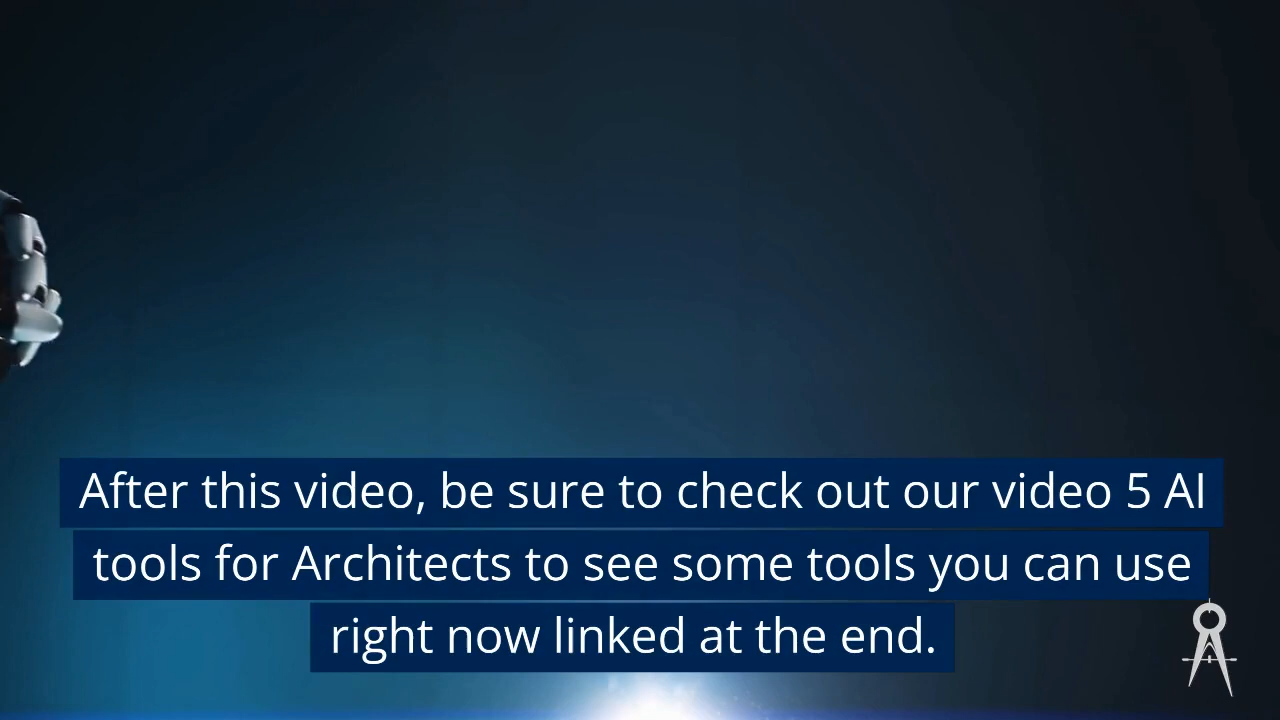 After this video, be sure to check out our video 5 AI
tools for Architects to see some tools you can use
right now linked at the end.